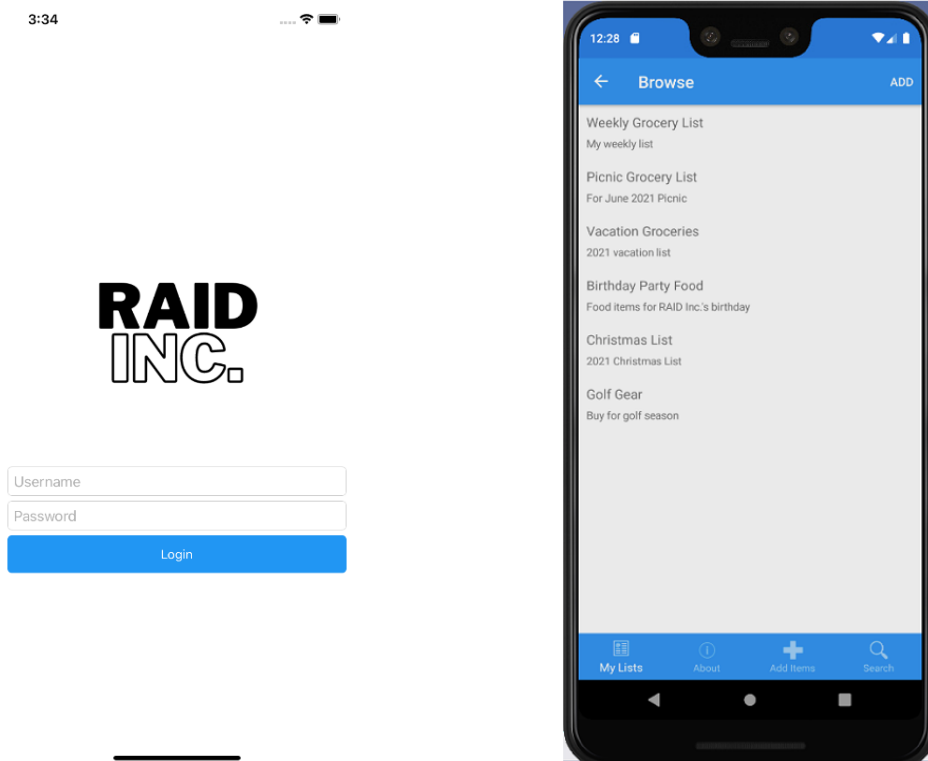 3:34
RAID
INC.
Username
Password
Login
12:28
Browse
ADD
Weekly Grocery List
My weekly list
Picnic Grocery List
For June 2021 Picnic
Vacation Groceries
2021 vacation list
Birthday Party Food
Food items for RAID Inc.'s birthday
Christmas List
2021 Christmas List
Golf Gear
Buy for golf season
My Lists
About
Add Items
Search